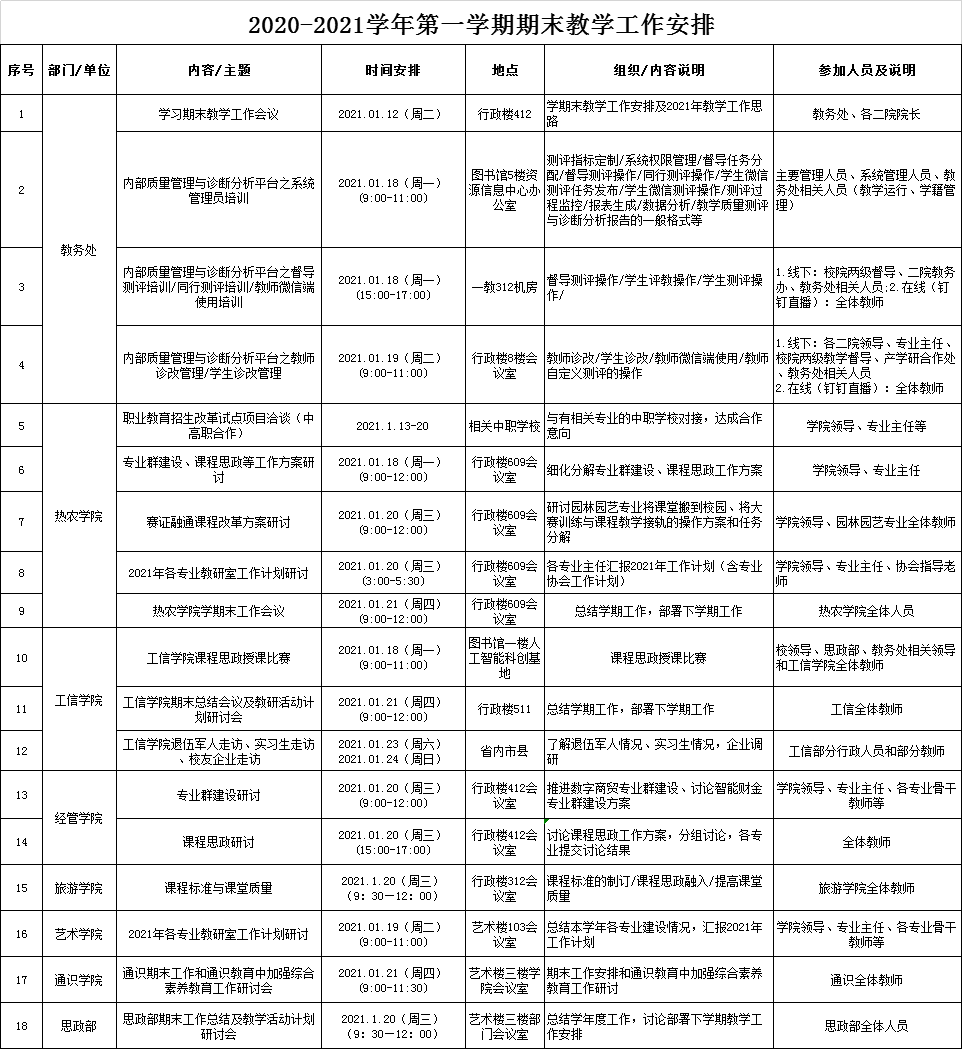 2020-2021学年第一学期期末教学工作安排
序号 部门/单位 内容/主题 时间安排 地点 组织/内容说明 参加人员及说明
教务处
1 学习期末教学工作会议 2021.01.12（周二） 行政楼412
学期末教学工作安排及2021年教学工作思
路
教务处、各二院院长
2
内部质量管理与诊断分析平台之系统
管理员培训
2021.01.18（周一）
(9:00-11:00)
图书馆5楼资
源信息中心办
公室
测评指标定制/系统权限管理/督导任务分
配/督导测评操作/同行测评操作/学生微信
测评任务发布/学生微信测评操作/测评过
程监控/报表生成/数据分析/教学质量测评
与诊断分析报告的一般格式等
主要管理人员、系统管理人员、教
务处相关人员（教学运行、学籍管
理）
3
内部质量管理与诊断分析平台之督导
测评培训/同行测评培训/教师微信端
使用培训
2021.01.18（周一）
(15:00-17:00)
一教312机房
督导测评操作/学生评教操作/学生测评操
作/
1.线下：校院两级督导、二院教务
办、教务处相关人员;2.在线（钉
钉直播）：全体教师
4
内部质量管理与诊断分析平台之教师
诊改管理/学生诊改管理
2021.01.19（周二）
(9:00-11:00)
行政楼8楼会
议室
教师诊改/学生诊改/教师微信端使用/教师
自定义测评的操作
1.线下：各二院领导、专业主任、
校院两级教学督导、产学研合作处
、教务处相关人员
2.在线（钉钉直播）：全体教师
热农学院
5
职业教育招生改革试点项目洽谈（中
高职合作）
2021.1.13-20
相关中职学校
与有相关专业的中职学校对接，达成合作
意向
学院领导、专业主任等
6
专业群建设、课程思政等工作方案研
讨
2021.01.18（周一）
(9:00-12:00)
行政楼609会
议室
细化分解专业群建设、课程思政工作方案
学院领导、专业主任
7
赛证融通课程改革方案研讨
2021.01.20（周三）
(9:00-12:00)
行政楼609会
议室
研讨园林园艺专业将课堂搬到校园、将大
赛训练与课程教学接轨的操作方案和任务
分解
学院领导、园林园艺专业全体教师
8
2021年各专业教研室工作计划研讨
2021.01.20（周三）
(3:00-5:30)
行政楼609会
议室
各专业主任汇报2021年工作计划（含专业
协会工作计划）
学院领导、专业主任、协会指导老
师
9
热农学院学期末工作会议
2021.01.21（周四）
(9:00-12:00)
行政楼609会
议室
总结学期工作，部署下学期工作
热农学院全体人员
工信学院
10
工信学院课程思政授课比赛
2021.01.18（周一）
(9:00-11:00)
图书馆一楼人
工智能科创基
地
课程思政授课比赛
校领导、思政部、教务处相关领导
和工信学院全体教师
11
工信学院期末总结会议及教研活动计
划研讨会
2021.01.21（周四）
(9:00-12:00)
行政楼511
总结学期工作，部署下学期工作
工信全体教师
12
工信学院退伍军人走访、实习生走访
、校友企业走访
2021.01.23（周六）
2021.01.24（周日）
省内市县
了解退伍军人情况、实习生情况，企业调
研
工信部分行政人员和部分教师
经管学院
13
专业群建设研讨
2021.01.20（周三）
(9:00-12:00)
行政楼412会
议室
推进数字商贸专业群建设、讨论智能财金
专业群建设方案
学院领导、专业主任、各专业骨干
教师等
14
课程思政研讨
2021.01.20（周三）
(15:00-17:00)
行政楼412会
议室
讨论课程思政工作方案，分组讨论，各专
业提交讨论结果
全体教师
15
旅游学院
课程标准与课堂质量
2021.1.20（周三）
（9：30—12：00）
行政楼312会
议室
课程标准的制订/课程思政融入/提高课堂
质量
旅游学院全体教师
16
艺术学院
2021年各专业教研室工作计划研讨
2021.01.19（周二）
(9:00-11:00)
艺术楼103会
议室
总结本学年各专业建设情况，汇报2021年
工作计划
学院领导、专业主任、各专业骨干
教师等
17
通识学院
通识期末工作和通识教育中加强综合
素养教育工作研讨会
2021.01.21（周四）
(9:00-11:30)
艺术楼三楼学
院会议室
期末工作安排和通识教育中加强综合素养
教育工作研讨
通识全体教师
18
思政部
思政部期末工作总结及教学活动计划
研讨会
2021.1.20（周三）
（9：30—12：00）
艺术楼三楼部
门会议室
总结学年度工作，讨论部署下学期教学工
作安排
思政部全体人员